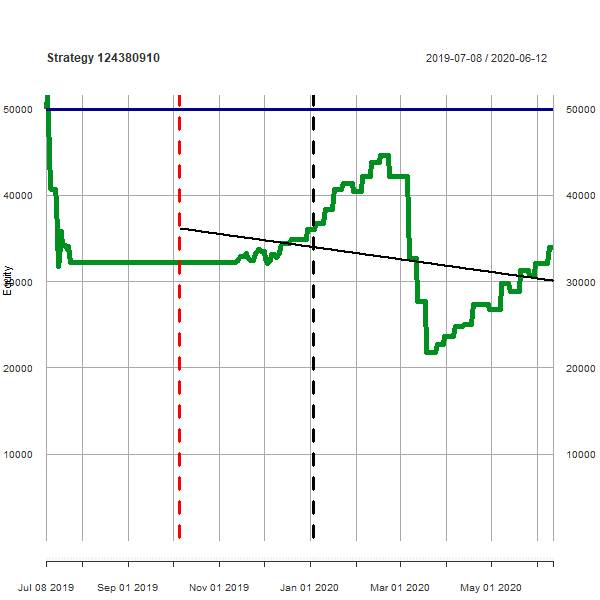 Strategy 124380910
2019-07-08 / 2020-06-12
50000
50000
40000
40000
Equity
30000
30000
20000
20000
10000
10000
Jul 08 2019
Sep 01 2019
Nov 01 2019
Jan 01 2020
Mar 01 2020
May 01 2020